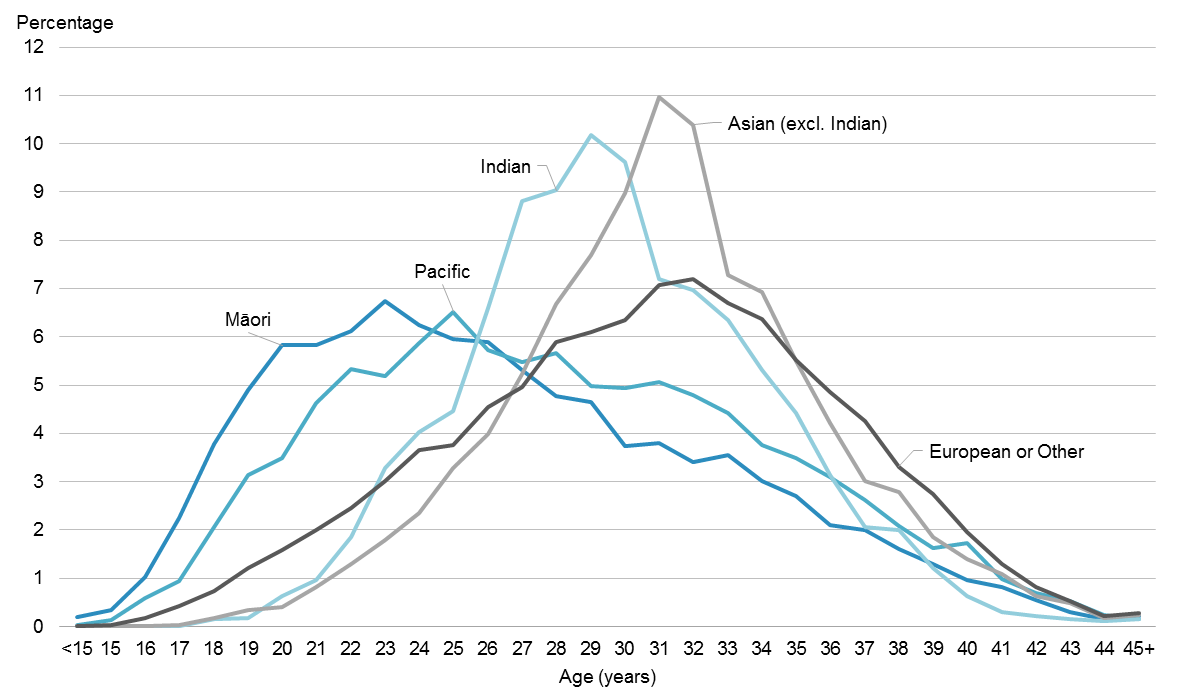 Percentage
12
11
10
9
8
7
6
5
4
3
2
1
0
Asian (excl. Indian)
Indian
Pacific
Māori
European or Other
<15 15 16 17 18 19 20 21 22 23 24 25 26 27 28 29 30 31 32 33 34 35 36 37 38 39 40 41 42 43 44 45+
Age (years)